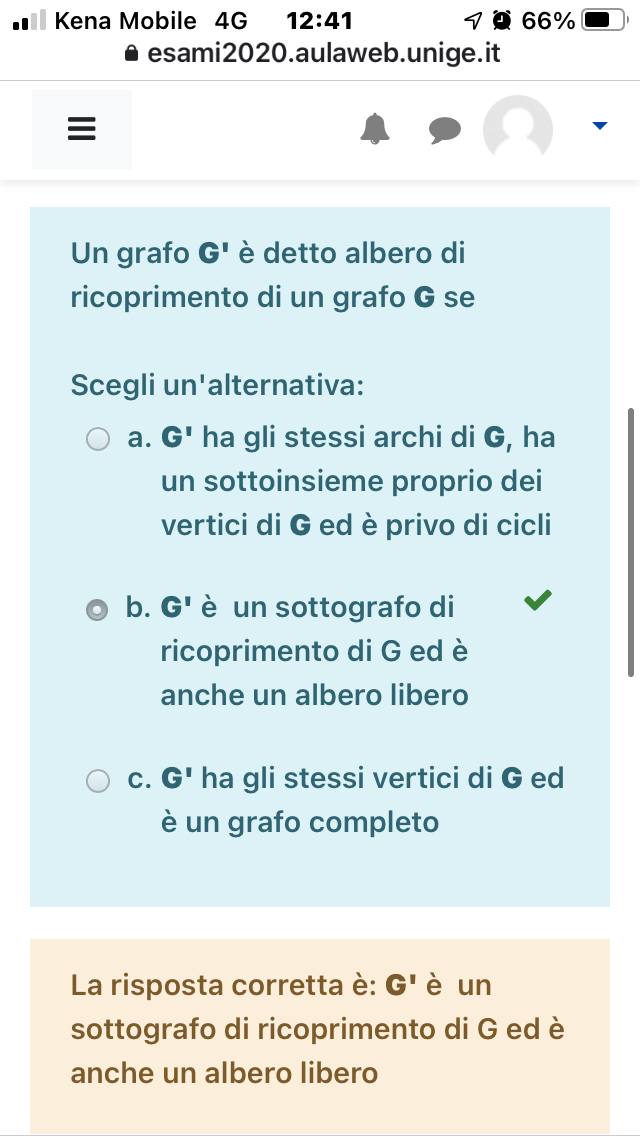 Kena Mobile 4G 12:41 66%
esami2020.aulaweb.unige.it
Un grafo G' è detto albero di
ricoprimento di un grafo G se
Scegli un'alternativa:
a. G' ha gli stessi archi di G, ha
un sottoinsieme proprio dei
vertici di G ed è privo di cicli
b. G' è un sottografo di
ricoprimento di G ed è
anche un albero libero
c. G' ha gli stessi vertici di G ed
è un grafo completo
La risposta corretta è: G' è un
sottografo di ricoprimento di G ed è
anche un albero libero